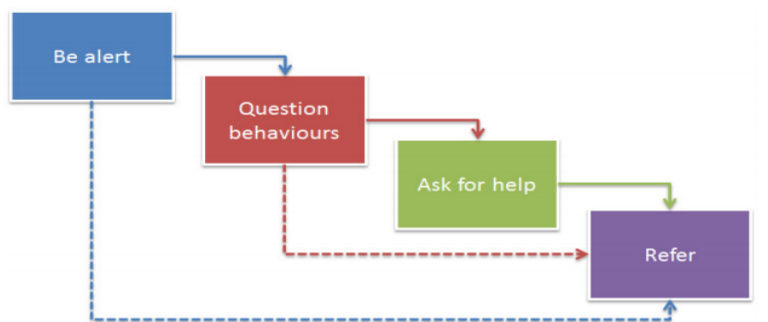 Be alert
Question
behaviours
Ask for help
Refer